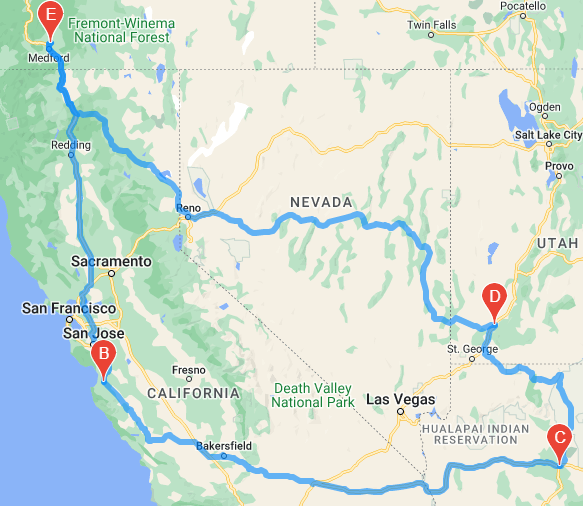 E
Fremont-Winema
National Forest
Medford
Pocatello
Twin Falls
Ogden
Salt Lake City
Provo
Redding
Reno
NEVADA
UTAH
Sacramento
San Francisco
San Jose
B
D
St. George
Fresno
CALIFORNIA
Death Valley
National Park
Las Vegas
HUALAPAI INDIAN
RESERVATION
C
Bakersfield